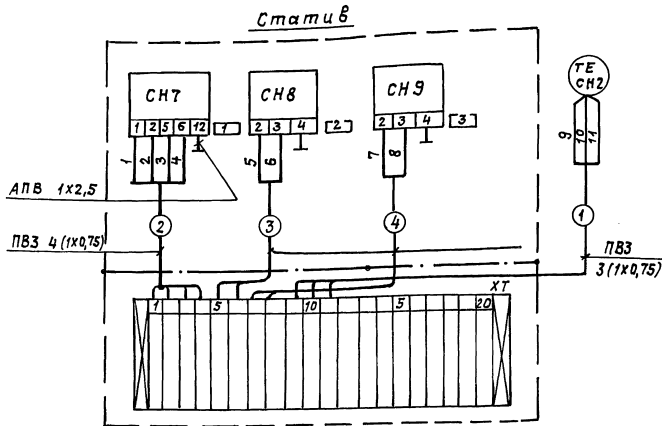 Статив
СН7
СН8
СН9
ТЕ
СН2
1 2 5 6 12
1
2 3 4
2
2 3 4
3
1 2 3 4
5 6
7 8
9 10 11
АПВ 1х2,5
2
3
4
1
ПВ3 4 (1х0,75)
ПВ3
3 (1х0,75)
ХТ
1 5 10 5 20